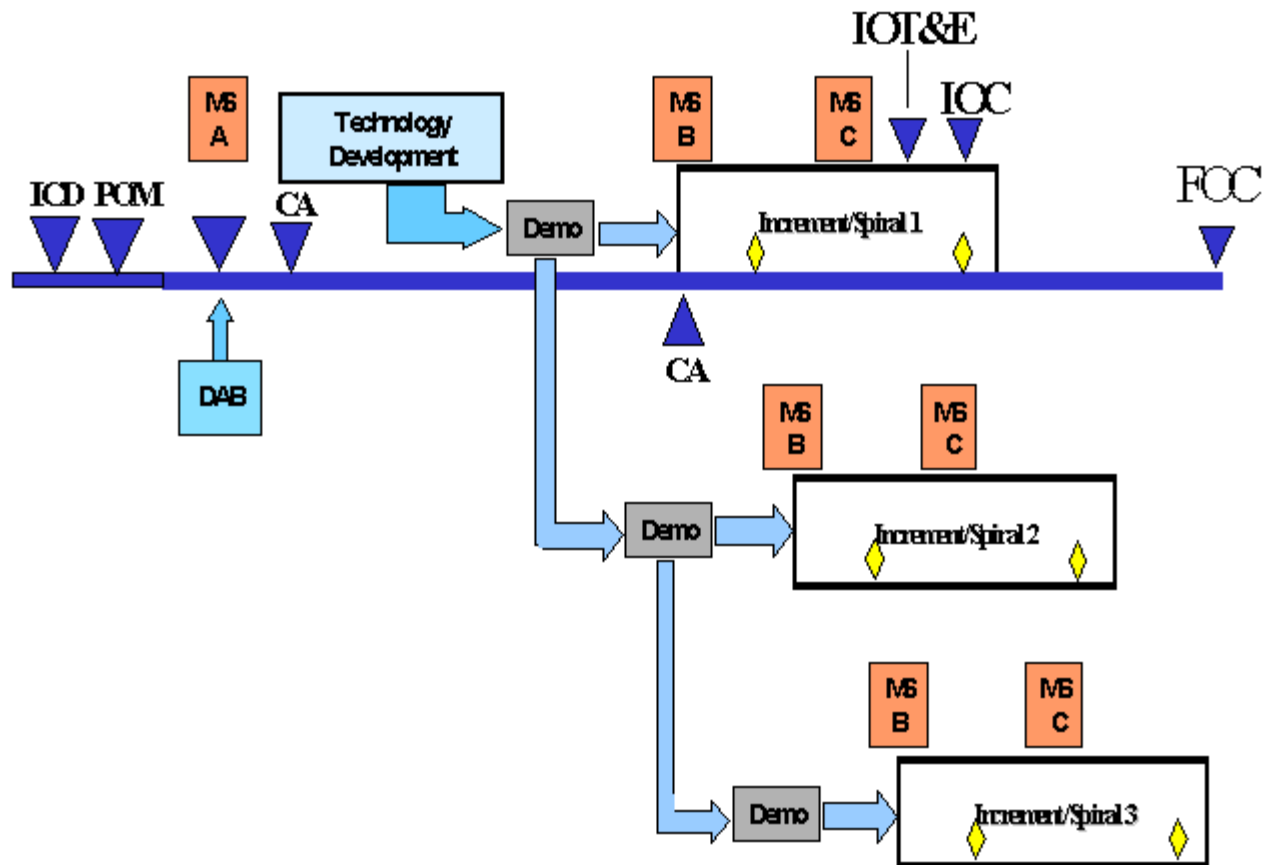 IOT&E
MS
A
Technology
Development
MS
B
MS
C
IOC
ICD
POM
CA
FOC
Demo
Increment/Spiral 1
DAB
CA
MS
B
MS
C
Demo
Increment/Spiral 2
MS
B
MS
C
Demo
Increment/Spiral 3